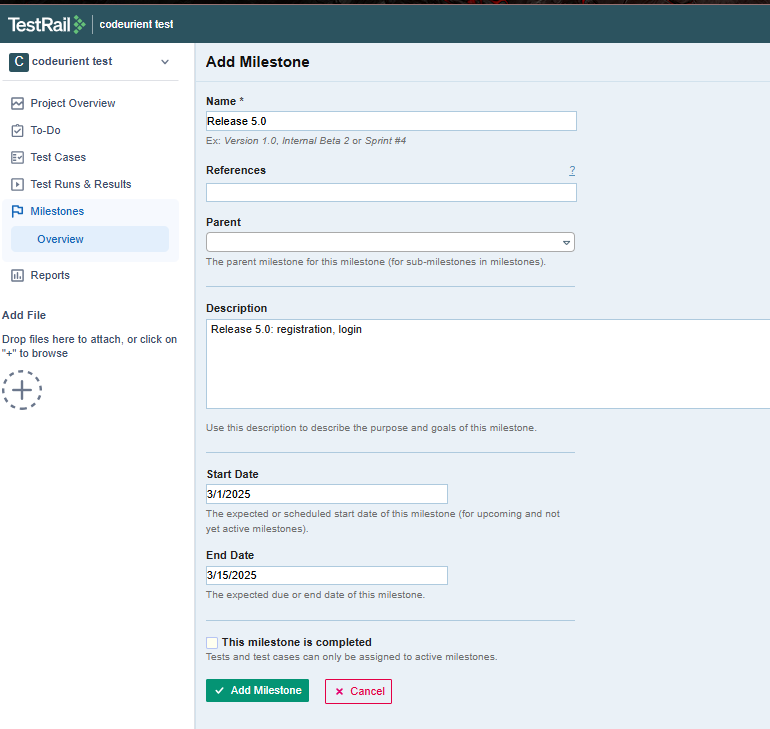 TestRail codeurient test
C codeurient test
Project Overview
To-Do
Test Cases
Test Runs & Results
Milestones
Overview
Reports
Add File
Drop files here to attach, or click on
"+" to browse
Add Milestone
Name *
Release 5.0
Ex: Version 1.0, Internal Beta 2 or Sprint #4
References ?
Parent
The parent milestone for this milestone (for sub-milestones in milestones).
Description
Release 5.0: registration, login
Use this description to describe the purpose and goals of this milestone.
Start Date
3/1/2025
The expected or scheduled start date of this milestone (for upcoming and not
yet active milestones).
End Date
3/15/2025
The expected due or end date of this milestone.
This milestone is completed
Tests and test cases can only be assigned to active milestones.
Add Milestone Cancel